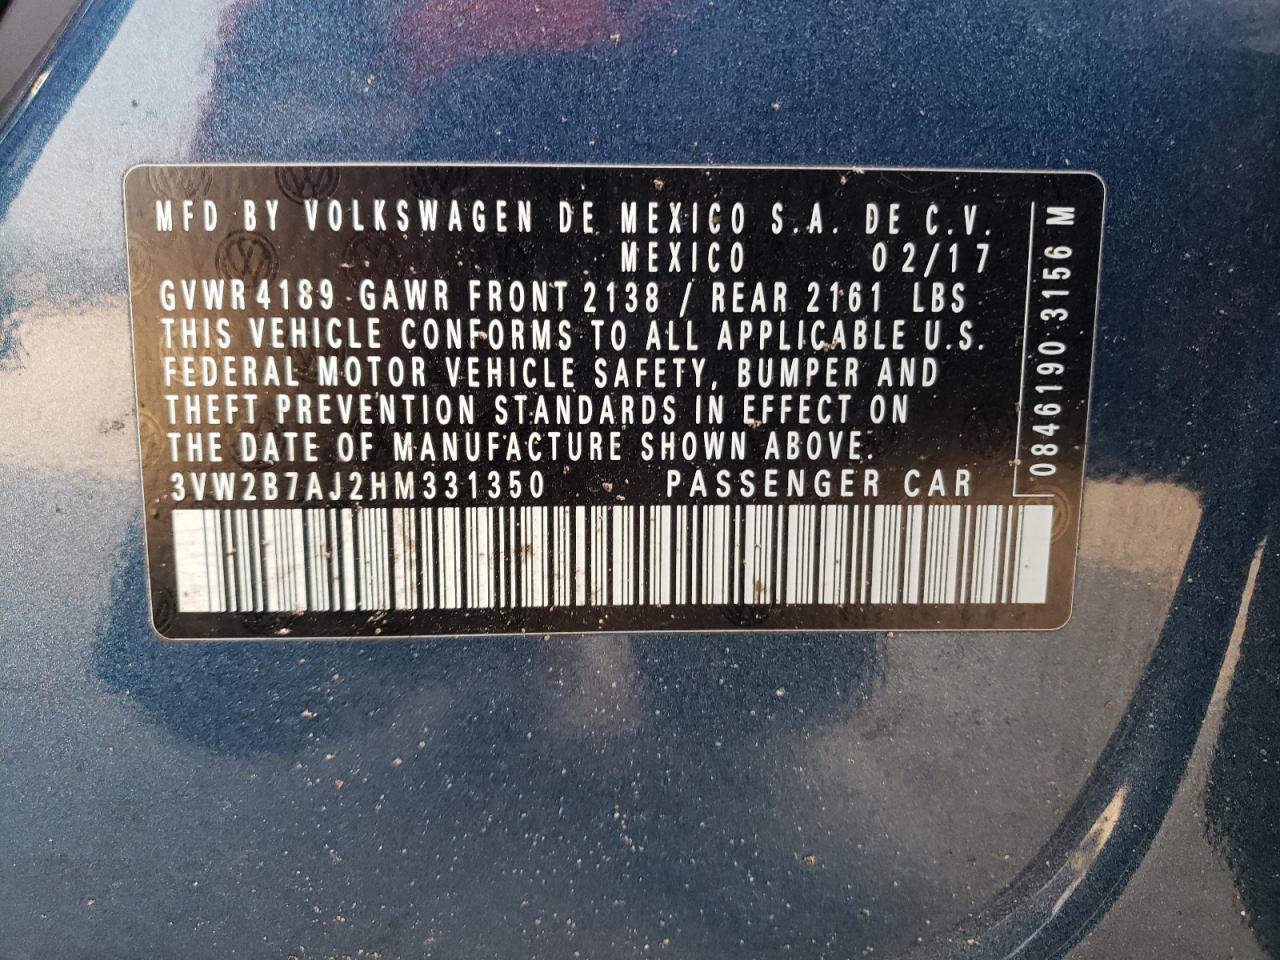 MFD BY VOLKSWAGEN DE MEXICO S.A. DE C.V.
MEXICO 02/17
GVWR 4189 GAWR FRONT 2138 / REAR 2161 LBS
THIS VEHICLE CONFORMS TO ALL APPLICABLE U.S.
FEDERAL MOTOR VEHICLE SAFETY, BUMPER AND
THEFT PREVENTION STANDARDS IN EFFECT ON
THE DATE OF MANUFACTURE SHOWN ABOVE.
3VW2B7AJ2HM331350 PASSENGER CAR
0846190 3156 M